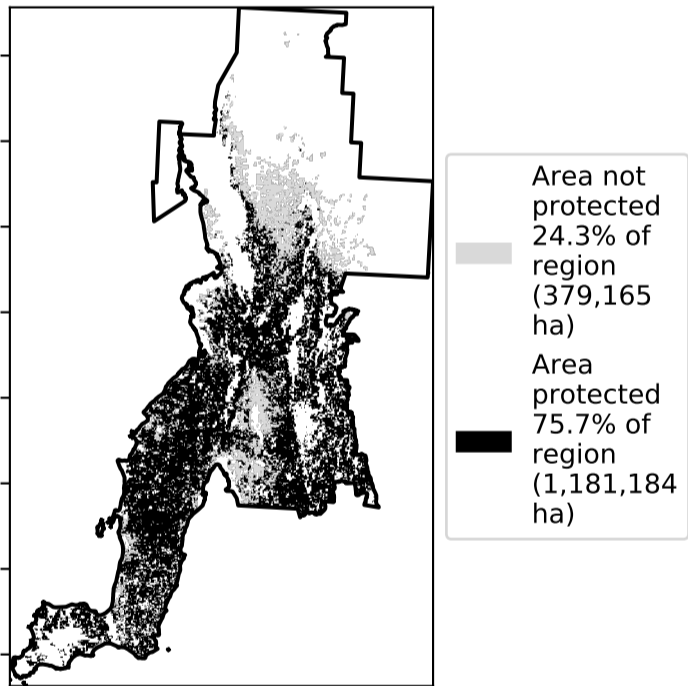 Area not
protected
24.3% of
region
(379,165
ha)
Area
protected
75.7% of
region
(1,181,184
ha)